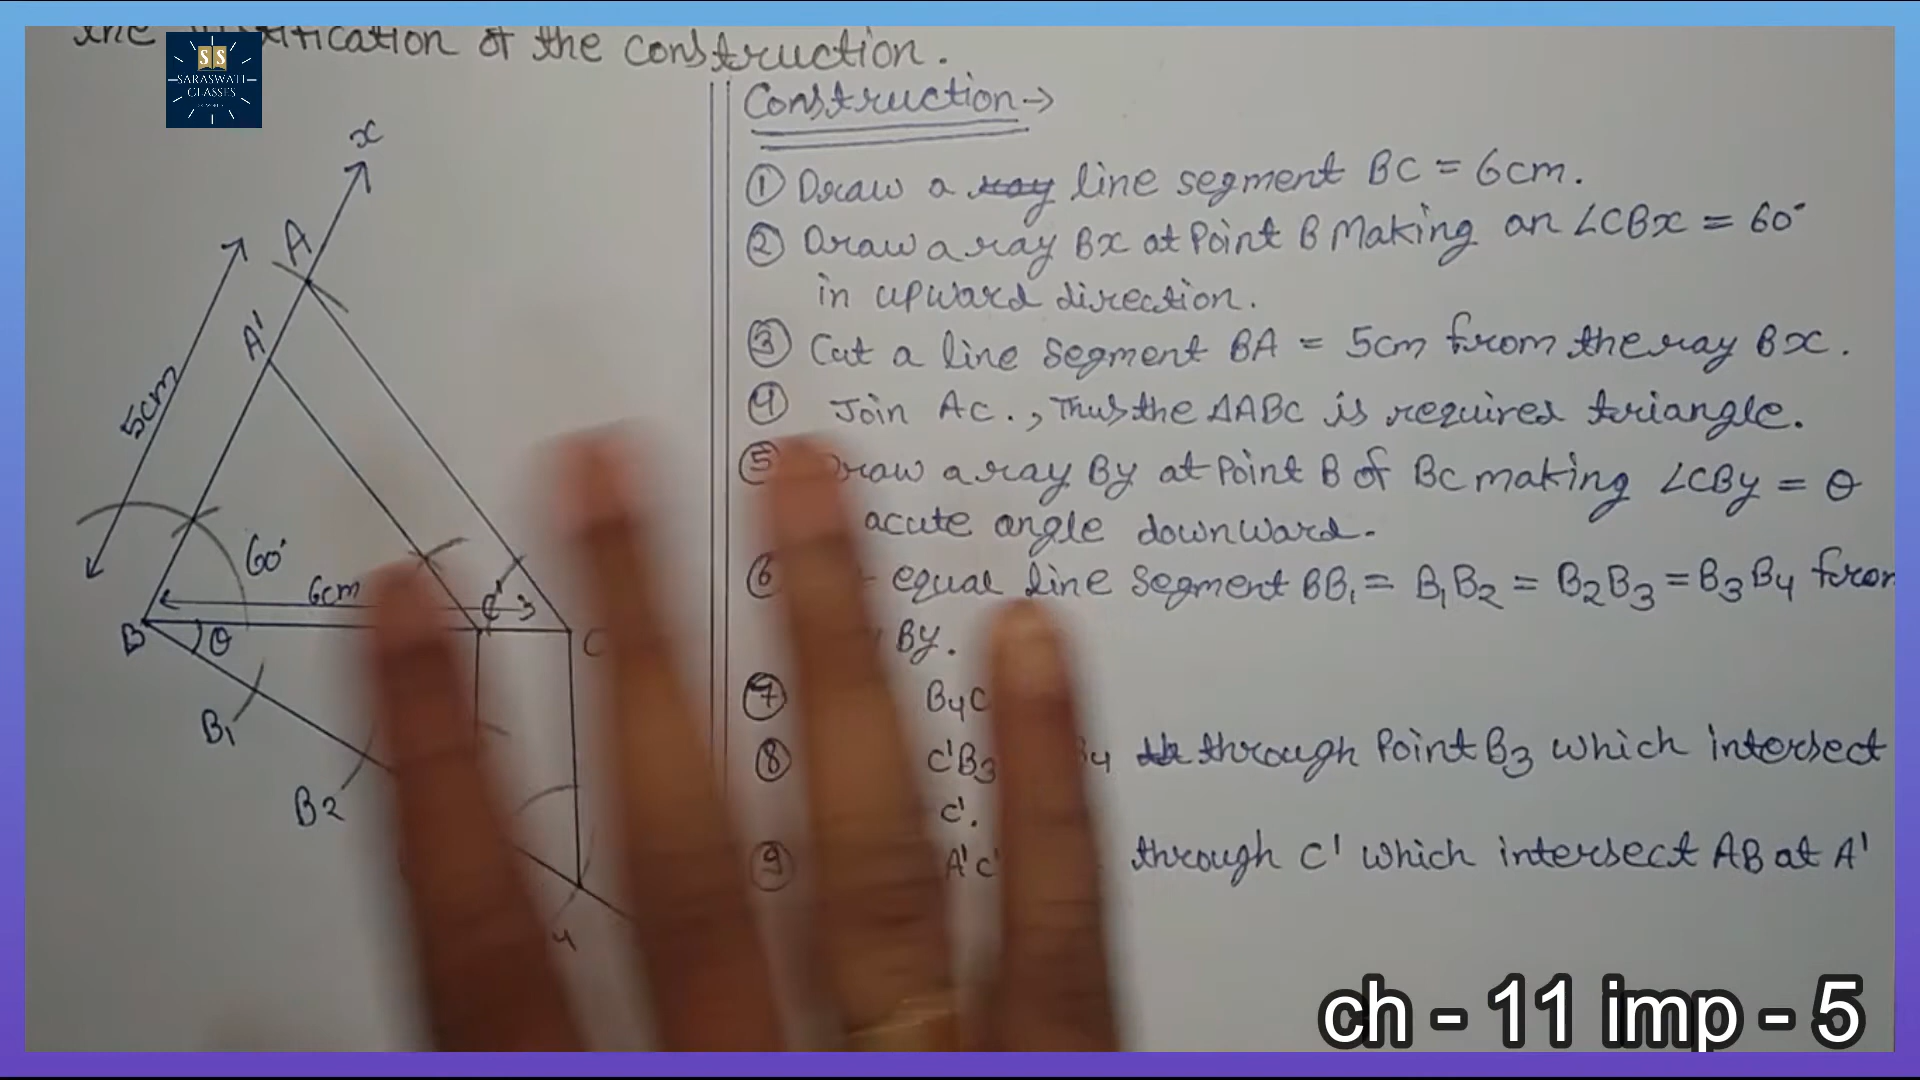 the of the construction.
SS
SARASWATI
CLASSES
Construction->
x
① Draw a ray line segment BC = 6cm.
② Draw a ray Bx at Point B Making an ∠CBx = 60°
in upward direction.
A
③ Cut a line segment BA = 5cm from the ray Bx.
A'
④ Join AC., Thus the ΔABC is required triangle.
5cm
⑤ Draw a ray By at Point B of BC making ∠CBy = θ
acute angle downward.
60°
⑥ equal line segment BB₁ = B₁B₂ = B₂B₃ = B₃B₄ from
6cm
C'
B θ C
By.
B₁
⑦ B₄C
⑧ C'B₃ through Point B₃ which intersect
B₂
C'.
⑨ A'C' through C' which intersect AB at A'
4
ch - 11 imp - 5